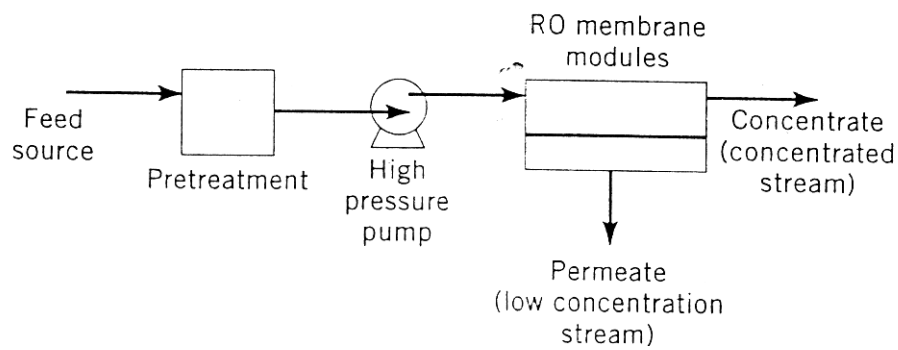 RO membrane
modules
Feed
source
Pretreatment
High
pressure
pump
Concentrate
(concentrated
stream)
Permeate
(low concentration
stream)